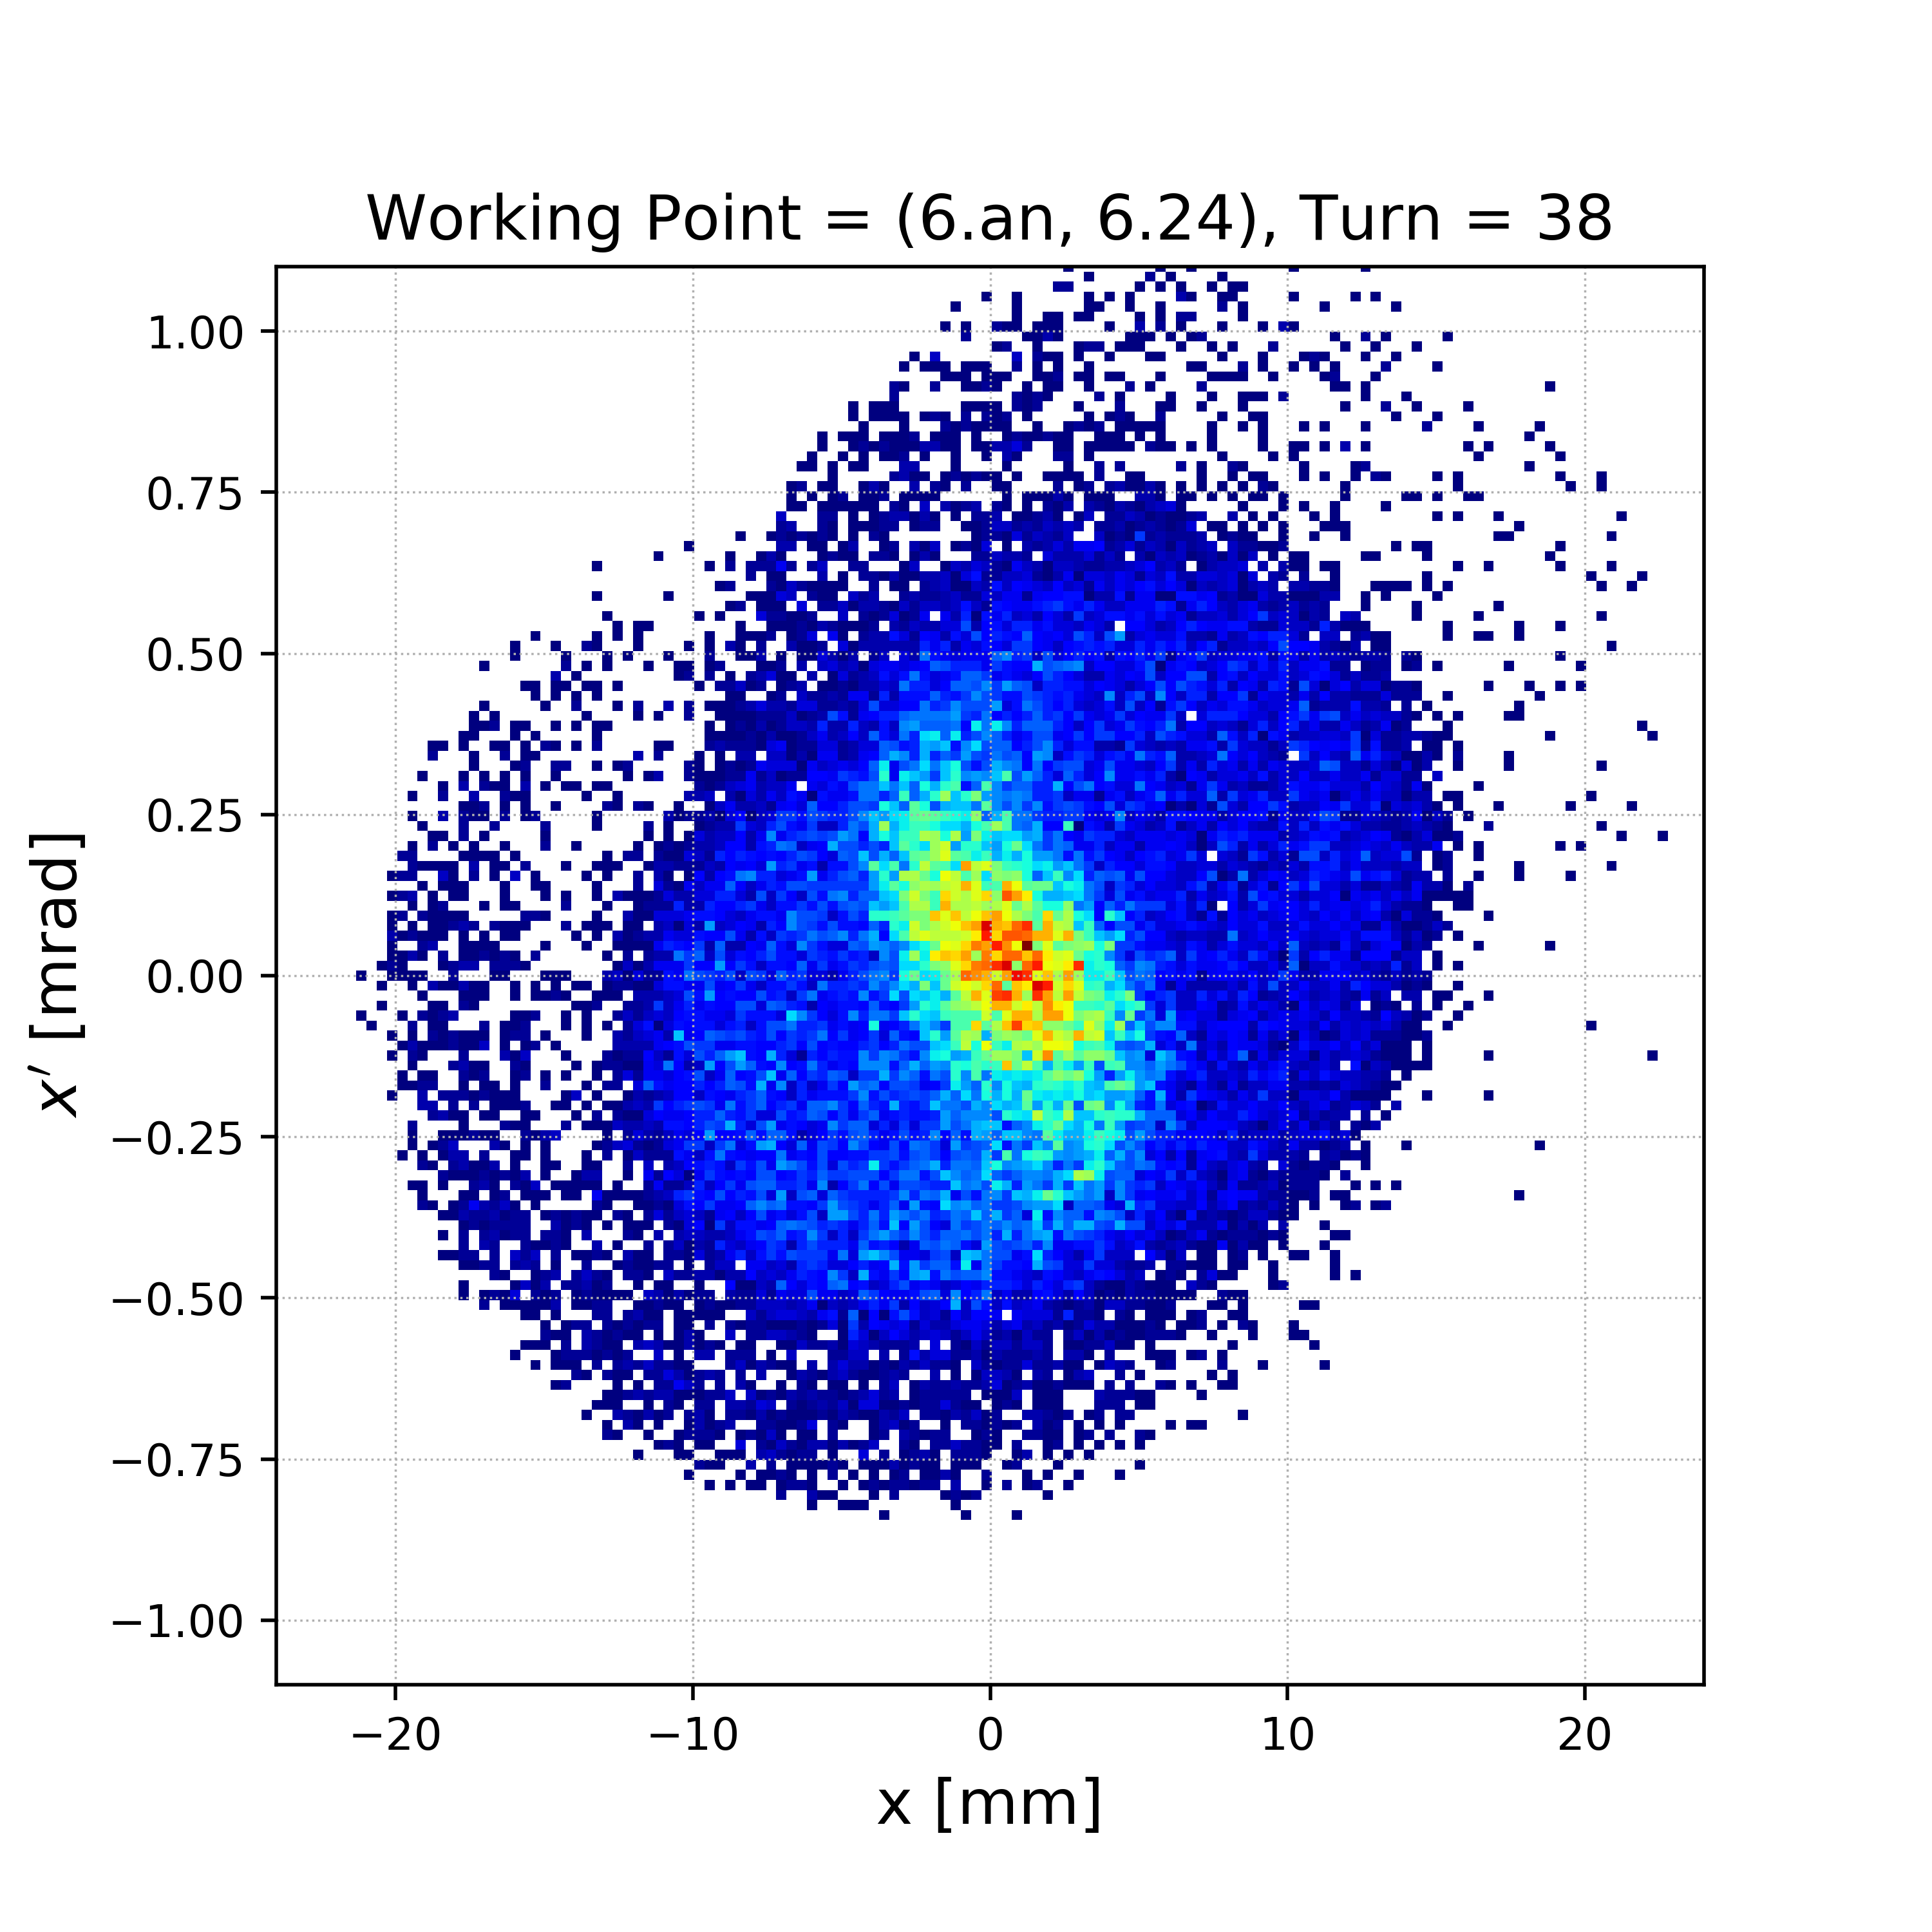 Working Point = (6.an, 6.24), Turn = 38
1.00
0.75
0.50
0.25
0.00
−0.25
−0.50
−0.75
−1.00
x′ [mrad]
−20 −10 0 10 20
x [mm]